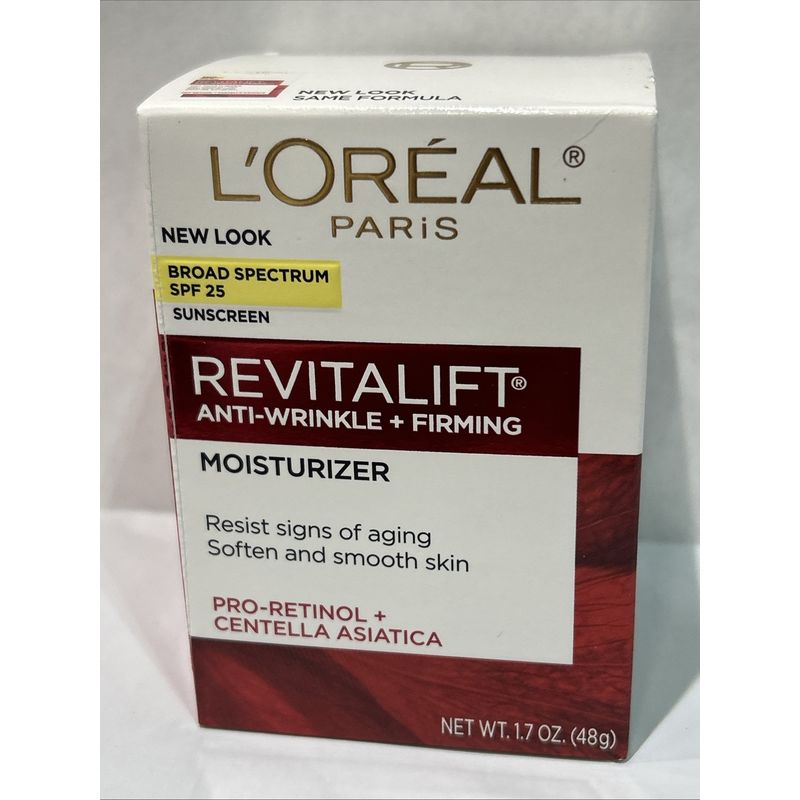 NEW LOOK
SAME FORMULA
L'ORÉAL®
PARiS
NEW LOOK
BROAD SPECTRUM
SPF 25
SUNSCREEN
REVITALIFT®
ANTI-WRINKLE + FIRMING
MOISTURIZER
Resist signs of aging
Soften and smooth skin
PRO-RETINOL +
CENTELLA ASIATICA
NET WT. 1.7 OZ. (48g)